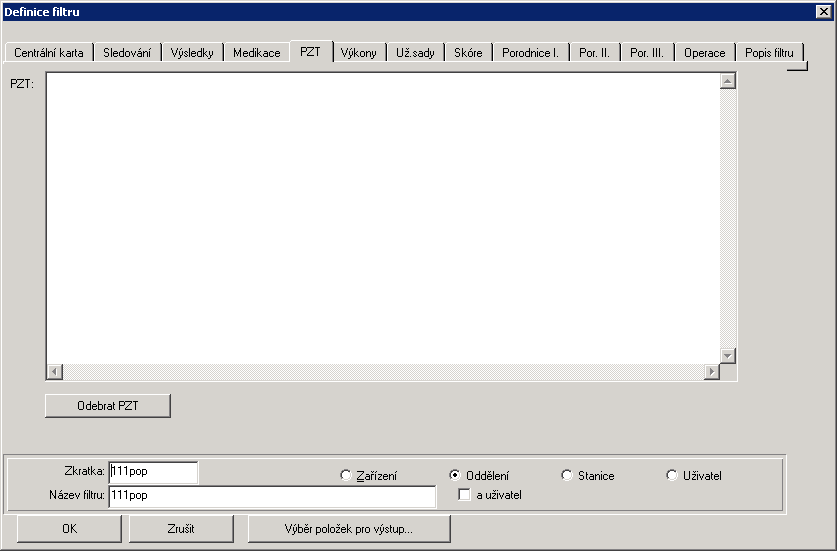 Definice filtru
Centrální karta Sledování Výsledky Medikace PZT Výkony Už.sady Skóre Porodnice I. Por. II. Por. III. Operace Popis filtru
PZT:
Odebrat PZT
Zkratka: 111pop Zařízení Oddělení Stanice Uživatel
Název filtru: 111pop a uživatel
OK Zrušit Výběr položek pro výstup...